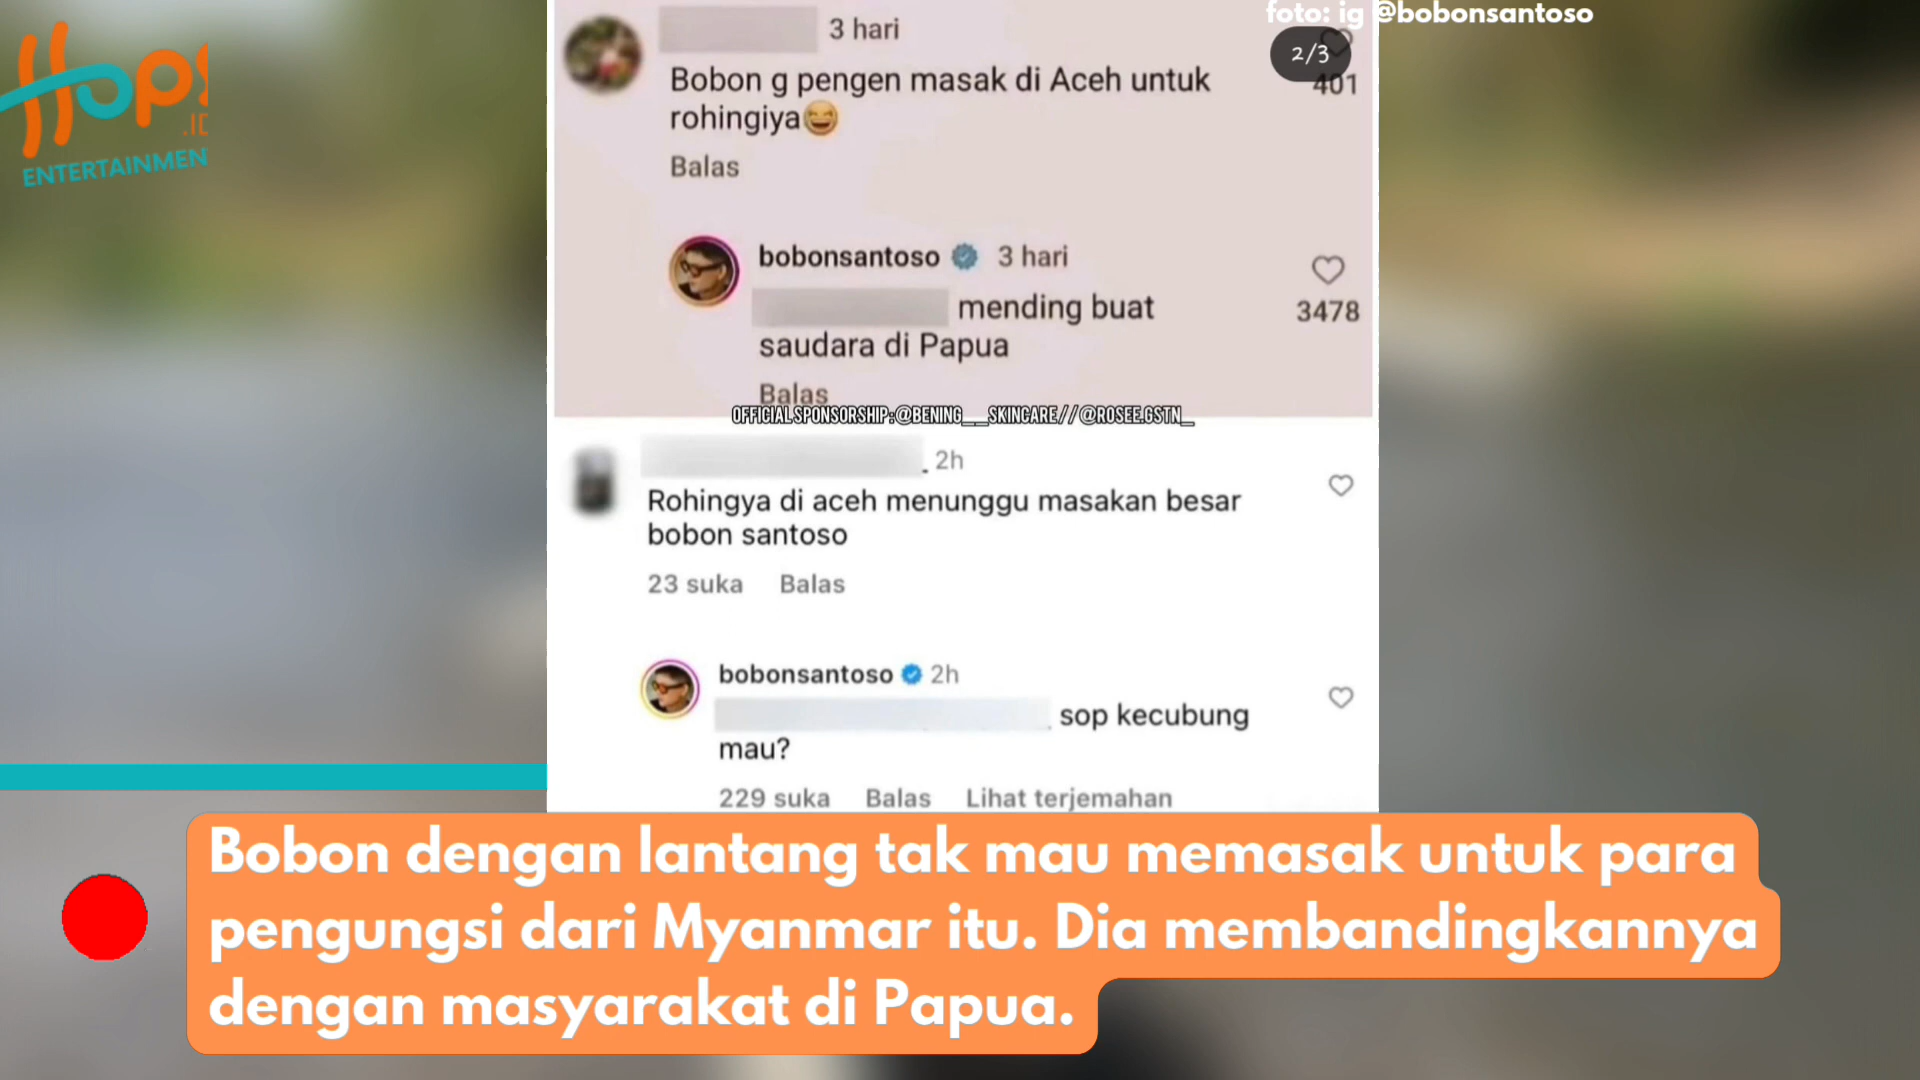 foto: ig @bobonsantoso
Hops
.ID
ENTERTAINMEN
3 hari
2/3
401
Bobon g pengen masak di Aceh untuk
rohingiya😆
Balas
bobonsantoso 3 hari
mending buat
saudara di Papua
3478
Balas
OFFICIAL SPONSORSHIP:@BENING__SKINCARE//@ROSEE.GSTN_
2h
Rohingya di aceh menunggu masakan besar
bobon santoso
23 suka Balas
bobonsantoso 2h
sop kecubung
mau?
229 suka Balas Lihat terjemahan
Bobon dengan lantang tak mau memasak untuk para
pengungsi dari Myanmar itu. Dia membandingkannya
dengan masyarakat di Papua.